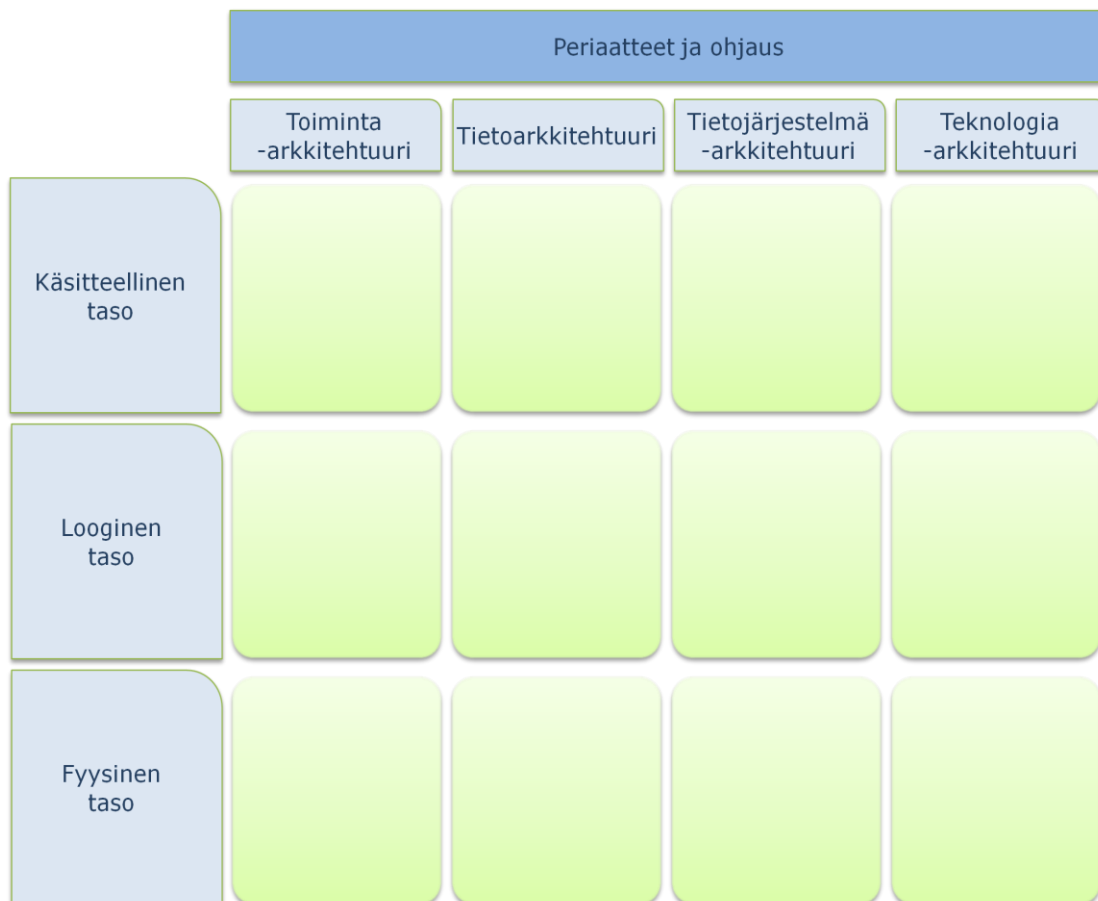 Periaatteet ja ohjaus
Toiminta
-arkkitehtuuri
Tietoarkkitehtuuri
Tietojärjestelmä
-arkkitehtuuri
Teknologia
-arkkitehtuuri
Käsitteellinen
taso
Looginen
taso
Fyysinen
taso